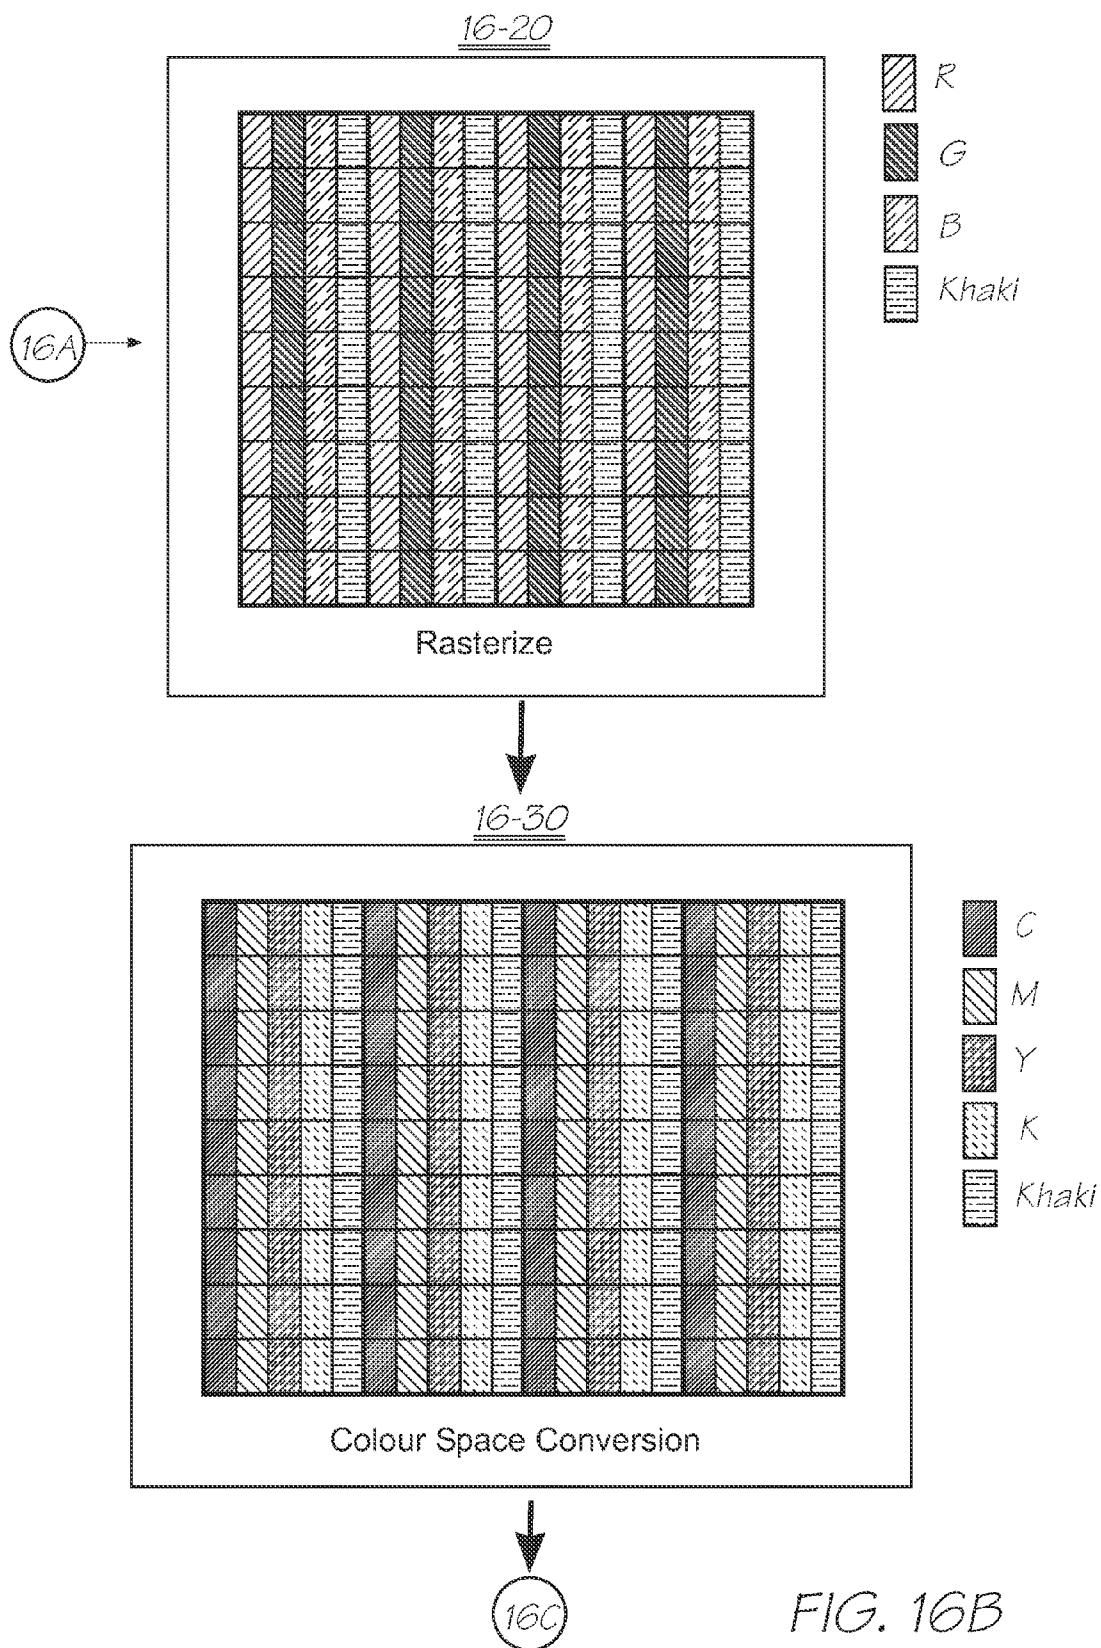 16-20
R
G
B
Khaki
16A
Rasterize
16-30
C
M
Y
K
Khaki
Colour Space Conversion
16C
FIG. 16B